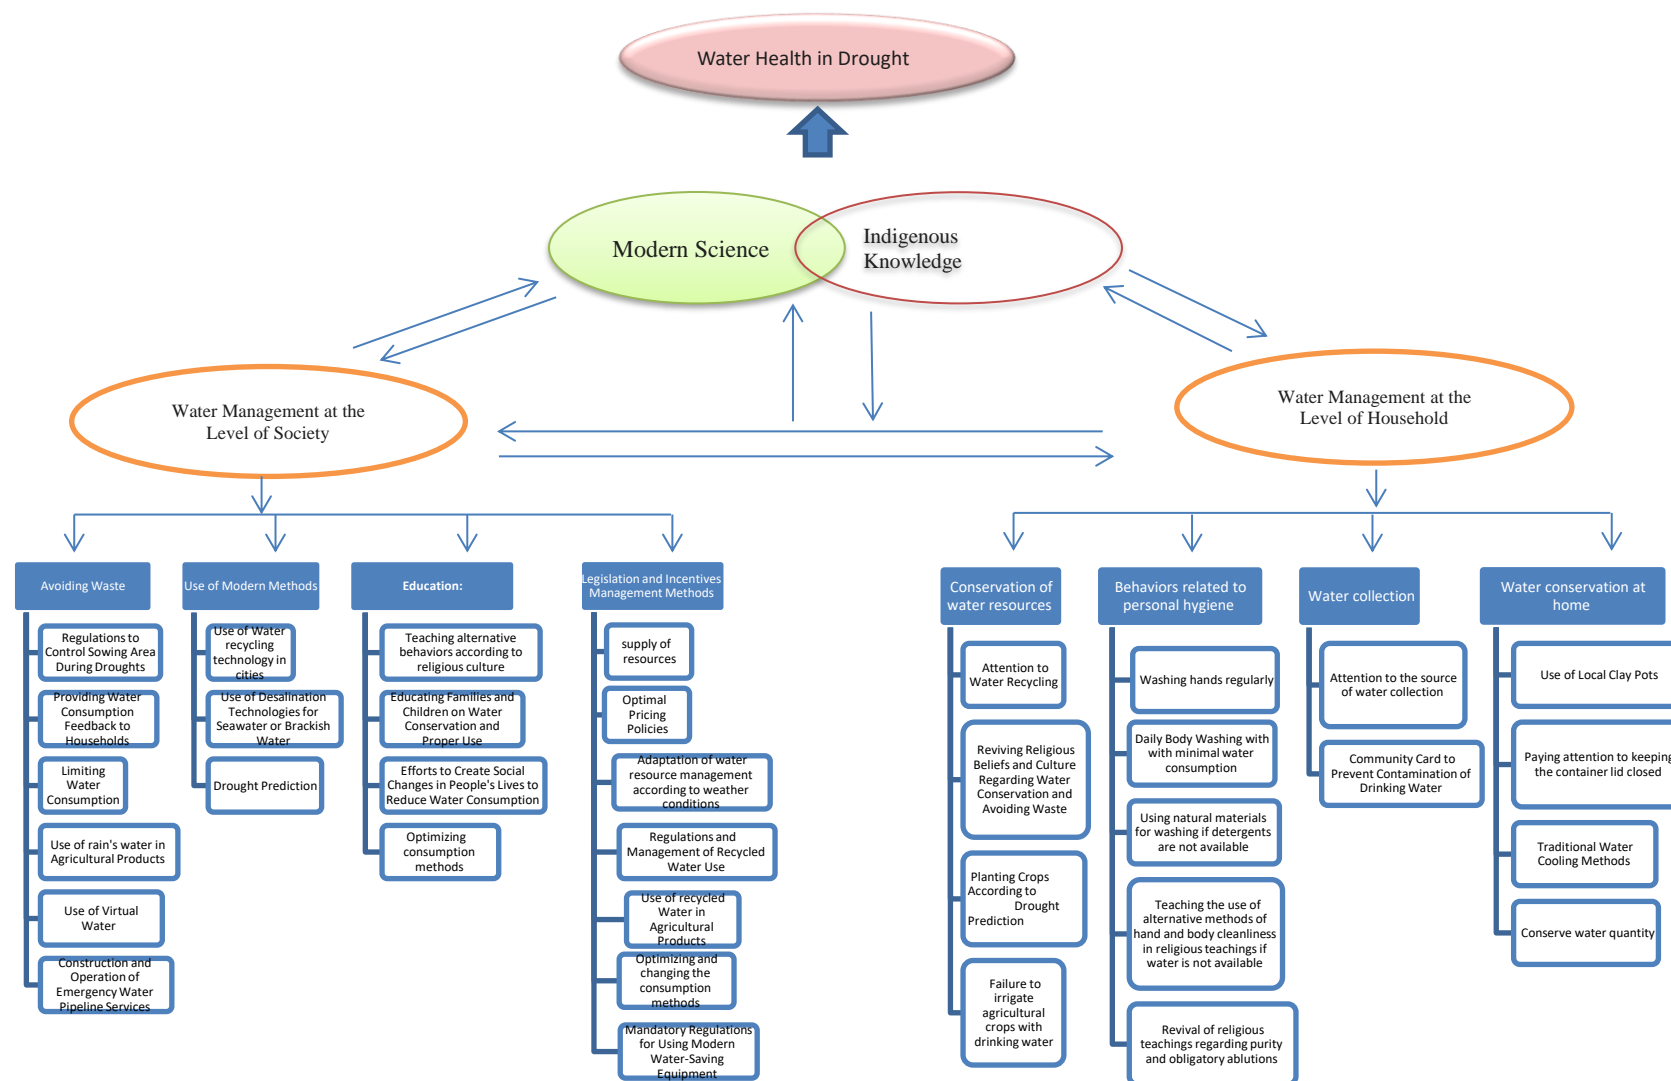 Water Health in Drought
Modern Science
Indigenous
Knowledge
Water Management at the
Level of Society
Water Management at the
Level of Household
Avoiding Waste
Regulations to
Control Sowing Area
During Droughts
Providing Water
Consumption
Feedback to
Households
Limiting
Water
Consumption
Use of rain's water in
Agricultural Products
Use of Virtual
Water
Construction and
Operation of
Emergency Water
Pipeline Services
Use of Modern Methods
Use of Water
recycling
technology in
cities
Use of Desalination
Technologies for
Seawater or Brackish
Water
Drought Prediction
Education:
Teaching alternative
behaviors according to
religious culture
Educating Families and
Children on Water
Conservation and
Proper Use
Efforts to Create Social
Changes in People's Lives to
Reduce Water Consumption
Optimizing
consumption
methods
Legislation and Incentives
Management Methods
supply of
resources
Optimal
Pricing
Policies
Adaptation of water
resource management
according to weather
conditions
Regulations and
Management of Recycled
Water Use
Use of recycled
Water in
Agricultural
Products
Optimizing and
changing the
consumption
methods
Mandatory Regulations
for Using Modern
Water-Saving
Equipment
Conservation of
water resources
Attention to
Water Recycling
Reviving Religious
Beliefs and Culture
Regarding Water
Conservation and
Avoiding Waste
Planting Crops
According to
Drought
Prediction
Failure to
irrigate
agricultural
crops with
drinking water
Behaviors related to
personal hygiene
Washing hands regularly
Daily Body Washing with
with minimal water
consumption
Using natural materials
for washing if detergents
are not available
Teaching the use of
alternative methods of
hand and body cleanliness
in religious teachings if
water is not available
Revival of religious
teachings regarding purity
and obligatory ablutions
Water collection
Attention to the source
of water collection
Community Card to
Prevent Contamination of
Drinking Water
Water conservation at
home
Use of Local Clay Pots
Paying attention to keeping
the container lid closed
Traditional Water
Cooling Methods
Conserve water quantity